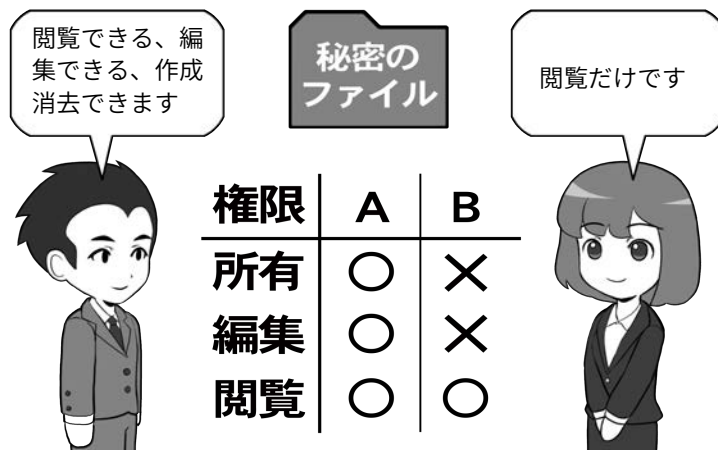 閲覧できる、編
集できる、作成
消去できます
秘密の
ファイル
閲覧だけです
権限 A B
所有 ○ ×
編集 ○ ×
閲覧 ○ ○